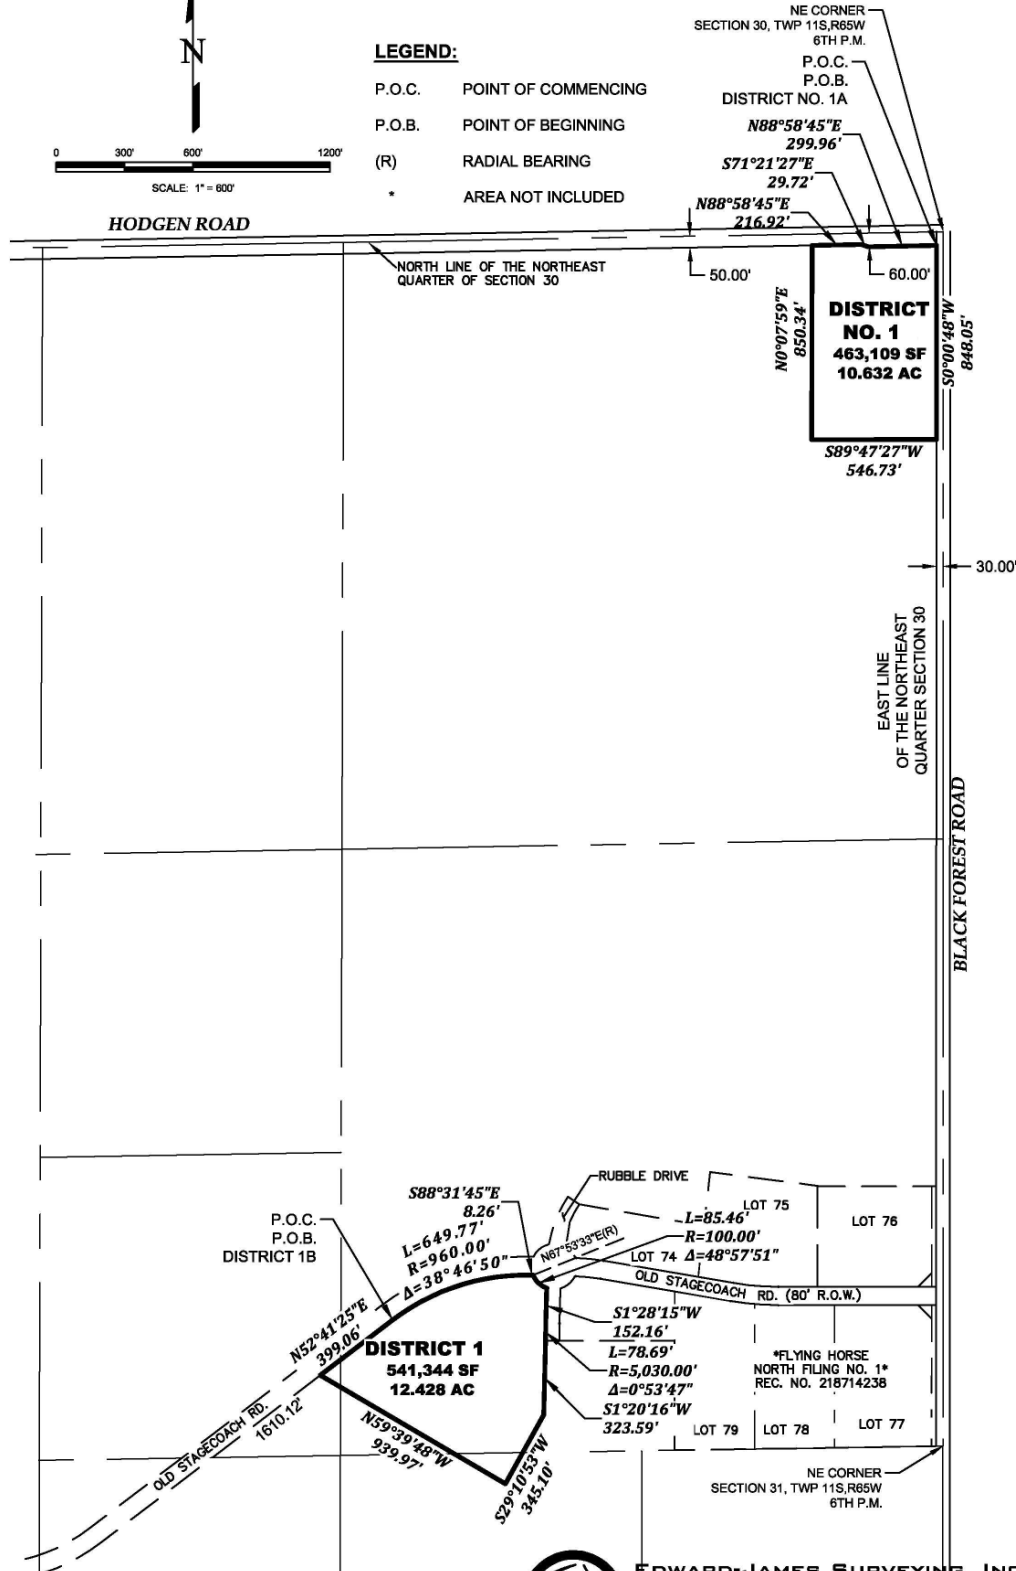 NE CORNER
SECTION 30, TWP 11S,R65W
6TH P.M.
P.O.C.
P.O.B.
DISTRICT NO. 1A
N
LEGEND:
P.O.C. POINT OF COMMENCING
P.O.B. POINT OF BEGINNING
(R) RADIAL BEARING
* AREA NOT INCLUDED
0 300' 600' 1200'
SCALE: 1" = 600'
N88°58'45"E
299.96'
S71°21'27"E
29.72'
N88°58'45"E
216.92'
HODGEN ROAD
NORTH LINE OF THE NORTHEAST
QUARTER OF SECTION 30
50.00'
60.00'
N0°07'59"E
850.34'
DISTRICT
NO. 1
463,109 SF
10.632 AC
S0°00'48"W
848.05'
S89°47'27"W
546.73'
30.00'
EAST LINE
OF THE NORTHEAST
QUARTER SECTION 30
BLACK FOREST ROAD
RUBBLE DRIVE
S88°31'45"E
8.26'
P.O.C.
P.O.B.
DISTRICT 1B
L=649.77'
R=960.00'
Δ=38°46'50"
N67°53'33"E(R)
LOT 75
LOT 76
L=85.46'
R=100.00'
LOT 74
Δ=48°57'51"
OLD STAGECOACH RD. (80' R.O.W.)
N52°41'25"E
399.06'
DISTRICT 1
541,344 SF
12.428 AC
S1°28'15"W
152.16'
L=78.69'
R=5,030.00'
Δ=0°53'47"
S1°20'16"W
323.59'
*FLYING HORSE
NORTH FILING NO. 1*
REC. NO. 218714238
LOT 79
LOT 78
LOT 77
OLD STAGECOACH RD.
1610.12'
N59°39'48"W
939.97'
S29°10'53"W
345.10'
NE CORNER
SECTION 31, TWP 11S,R65W
6TH P.M.
EDWARD-JAMES SURVEYING, INC